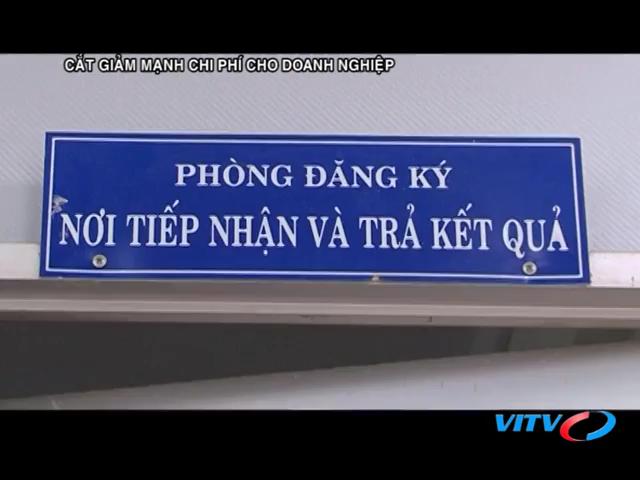 CẮT GIẢM MẠNH CHI PHÍ CHO DOANH NGHIỆP
PHÒNG ĐĂNG KÝ
NƠI TIẾP NHẬN VÀ TRẢ KẾT QUẢ
VITV